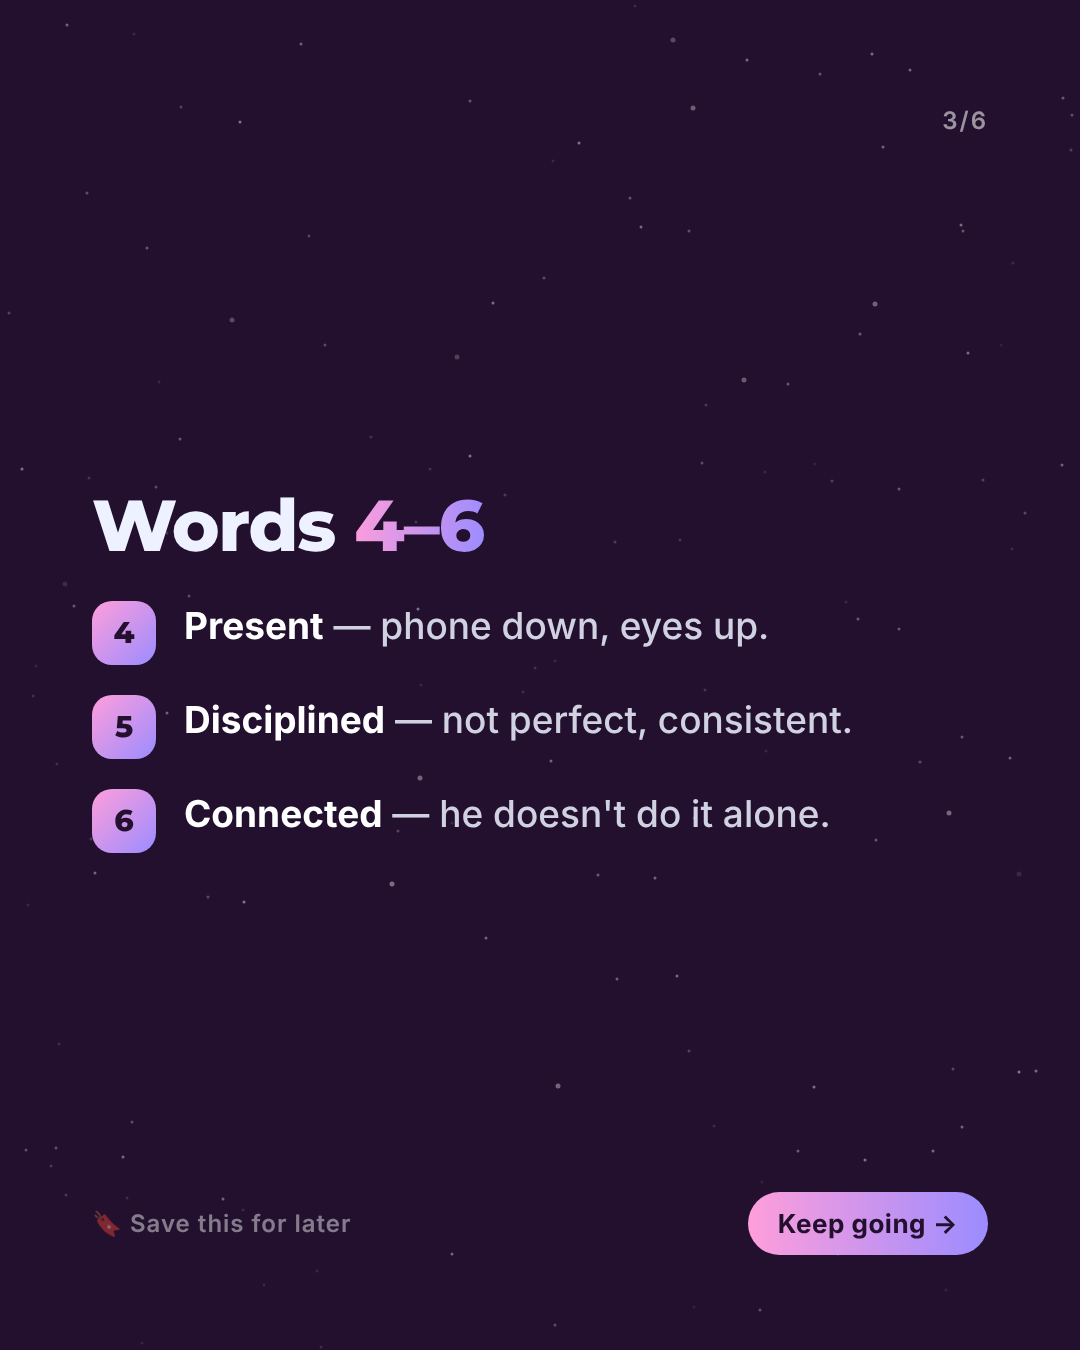 3/6
Words 4–6
4 Present — phone down, eyes up.
5 Disciplined — not perfect, consistent.
6 Connected — he doesn't do it alone.
🔖 Save this for later
Keep going →